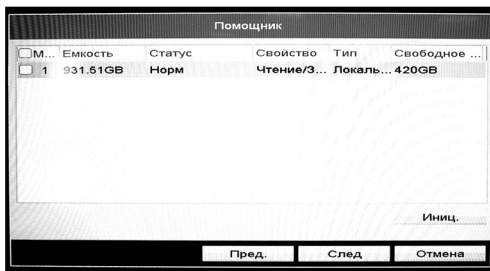 Помощник
М... Емкость Статус Свойство Тип Свободное ...
1 931.51GB Норм Чтение/З... Локаль... 420GB
Иниц.
Пред. След Отмена